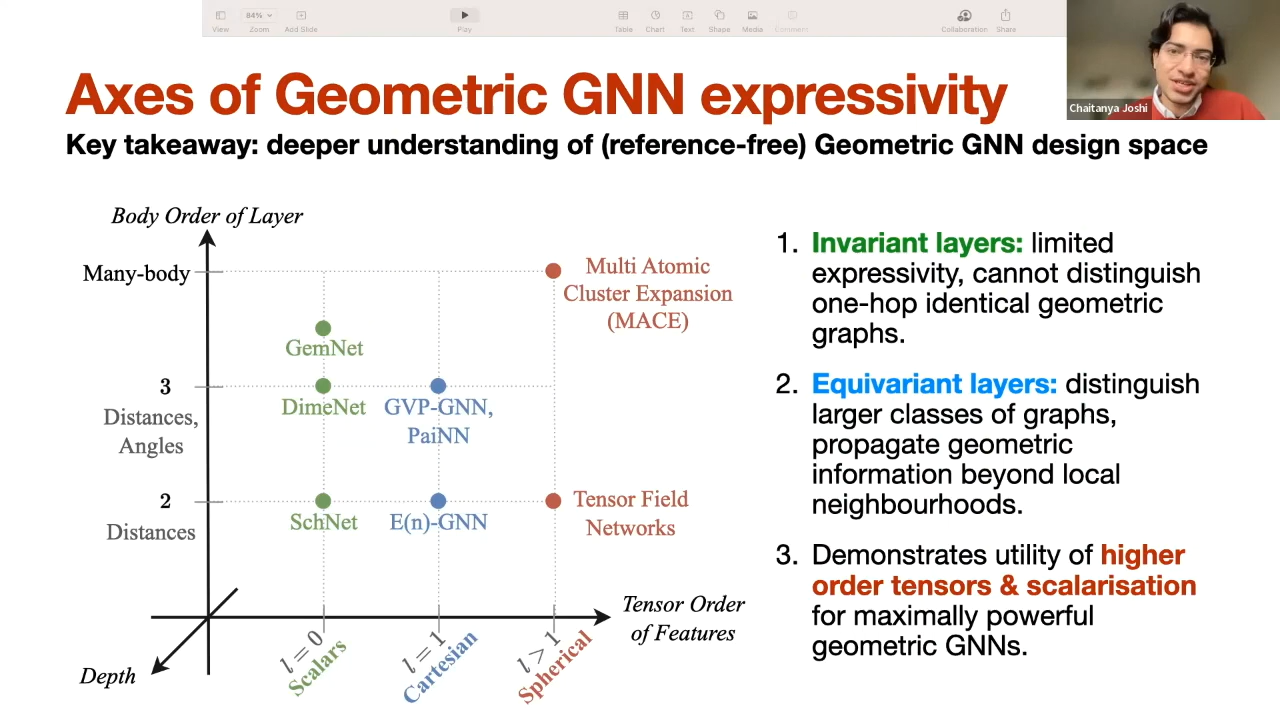 84%
View
Zoom
Add Slide
Play
Table
Chart
Text
Shape
Media
Comment
Collaboration
Share
Chaitanya Joshi
Axes of Geometric GNN expressivity
Key takeaway: deeper understanding of (reference-free) Geometric GNN design space
Body Order of Layer
Many-body
3
Distances,
Angles
2
Distances
GemNet
DimeNet
SchNet
GVP-GNN,
PaiNN
E(n)-GNN
Multi Atomic
Cluster Expansion
(MACE)
Tensor Field
Networks
Tensor Order
of Features
Depth
l = 0
Scalars
l = 1
Cartesian
l > 1
Spherical
1. Invariant layers: limited
expressivity, cannot distinguish
one-hop identical geometric
graphs.
2. Equivariant layers: distinguish
larger classes of graphs,
propagate geometric
information beyond local
neighbourhoods.
3. Demonstrates utility of higher
order tensors & scalarisation
for maximally powerful
geometric GNNs.